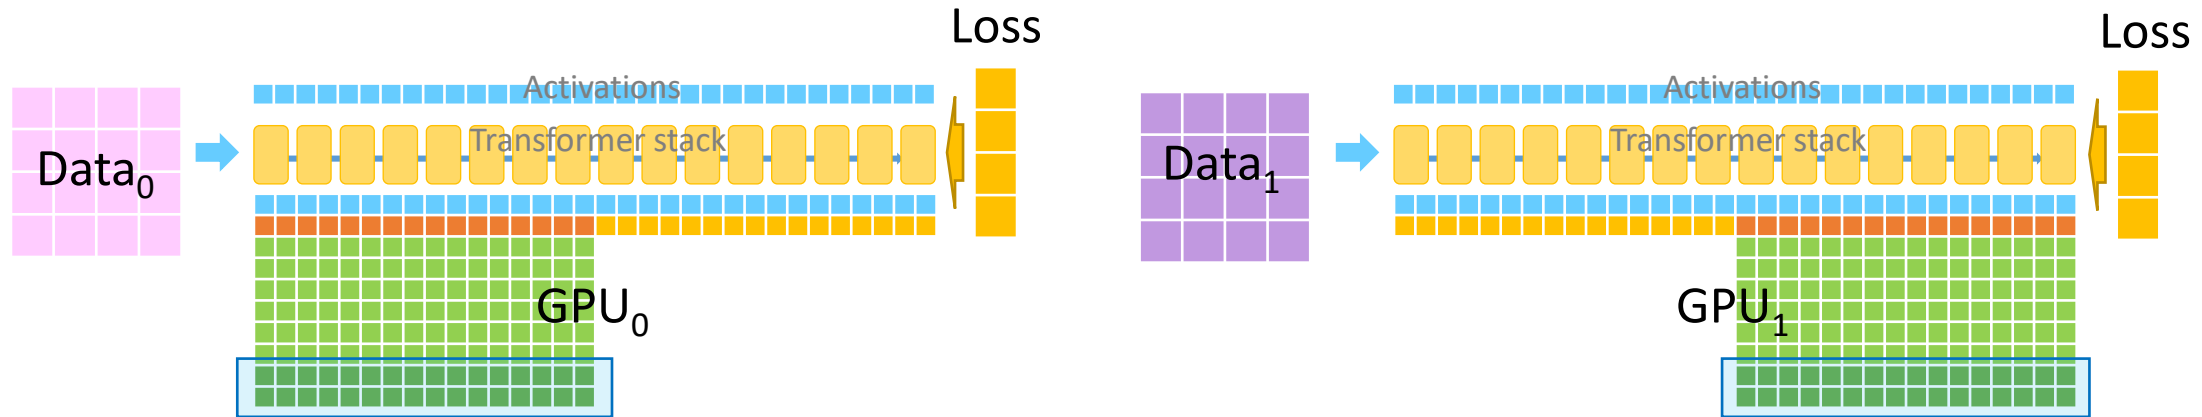 Loss
Activations
Transformer stack
Data0
GPU0
Loss
Activations
Transformer stack
Data1
GPU1